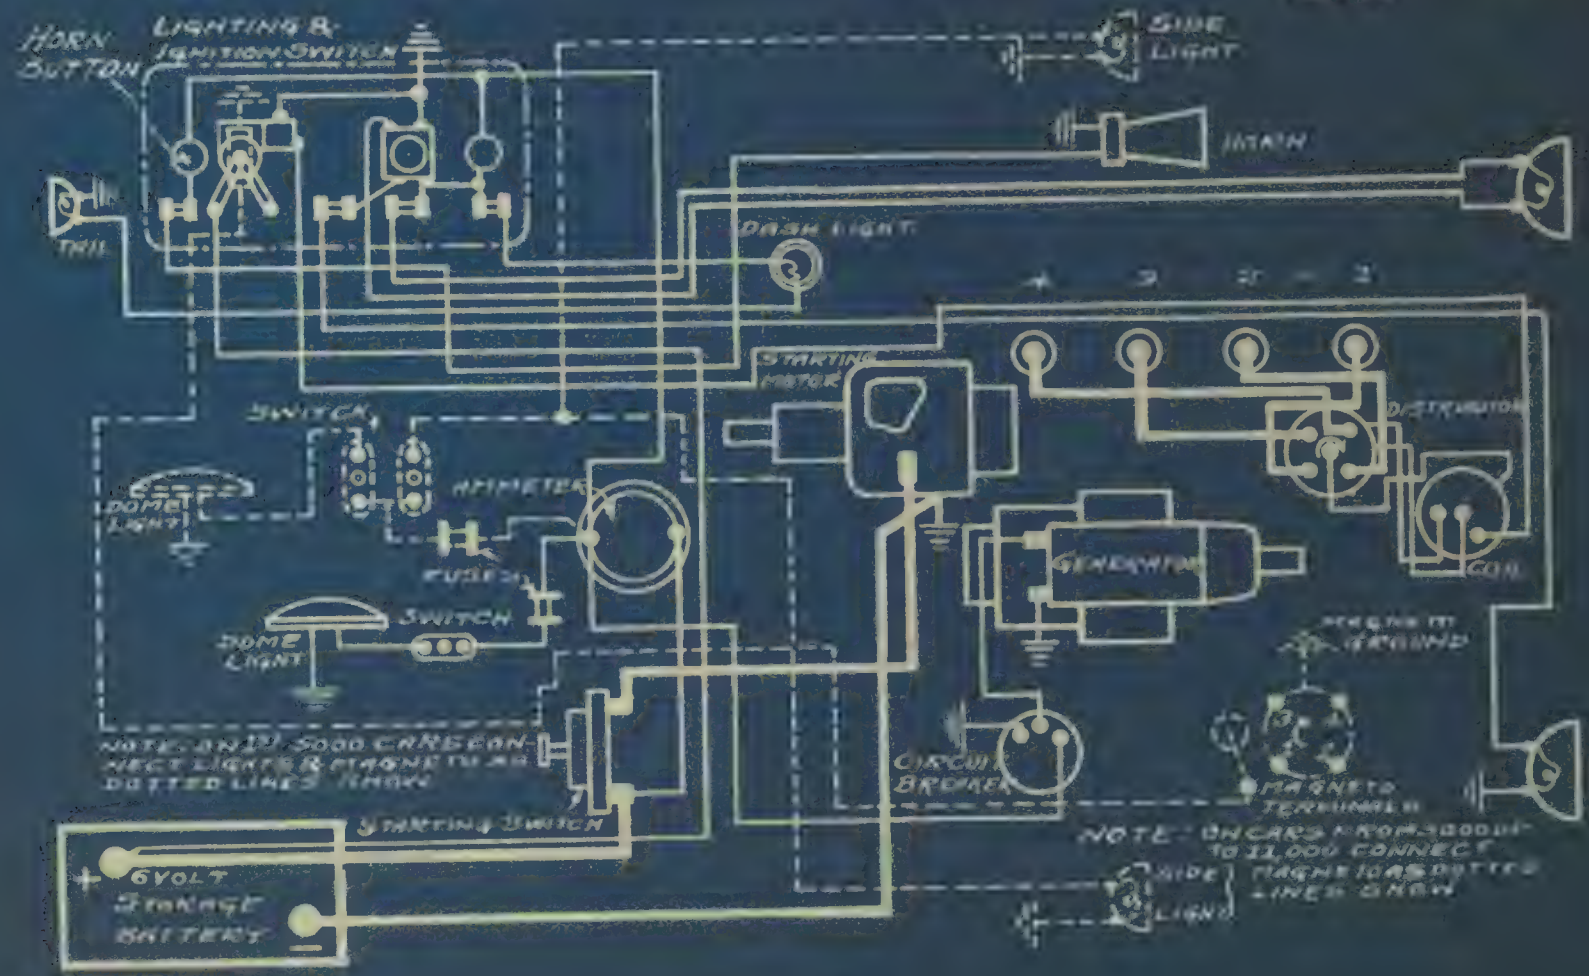 HORN
BUTTON
LIGHTING &
IGNITION SWITCH
SIDE
LIGHT
HORN
TAIL
DASH LIGHT
4
3
2
1
STARTING
MOTOR
DISTRIBUTOR
SWITCH
DOME
LIGHT
AMMETER
FUSES
GENERATOR
COIL
SWITCH
DOME
LIGHT
MAGNETO
GROUND
NOTE: ON 1ST 5000 CARS CON-
NECT LIGHTS & MAGNETO AS
DOTTED LINES SHOW
CIRCUIT
BREAKER
MAGNETO
TERMINALS
STARTING SWITCH
NOTE - ON CARS FROM 5000 UP
TO 11,000 CONNECT
MAGNETO AS DOTTED
LINES SHOW
SIDE
LIGHT
+
6 VOLT
STORAGE
BATTERY
–